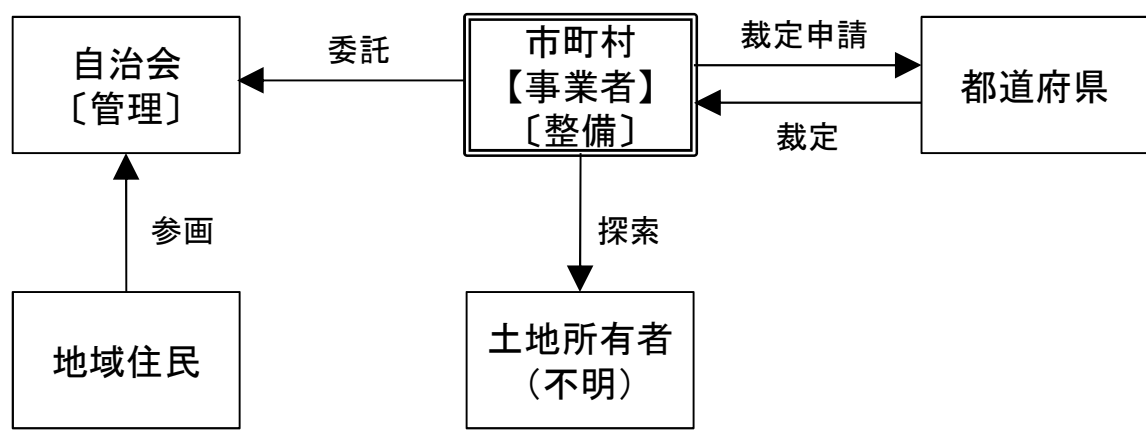 自治会
〔管理〕
委託
市町村
【事業者】
〔整備〕
裁定申請
裁定
都道府県
参画
探索
地域住民
土地所有者
（不明）